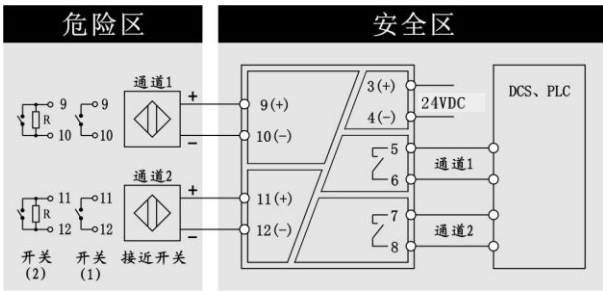 危险区
安全区
通道1
9
9
R
10
10
+
−
9(+)
10(−)
3(+)
4(−)
24VDC
DCS、PLC
5
6
通道1
通道2
11
11
R
12
12
+
−
11(+)
12(−)
7
8
通道2
开关
(2)
开关
(1)
接近开关